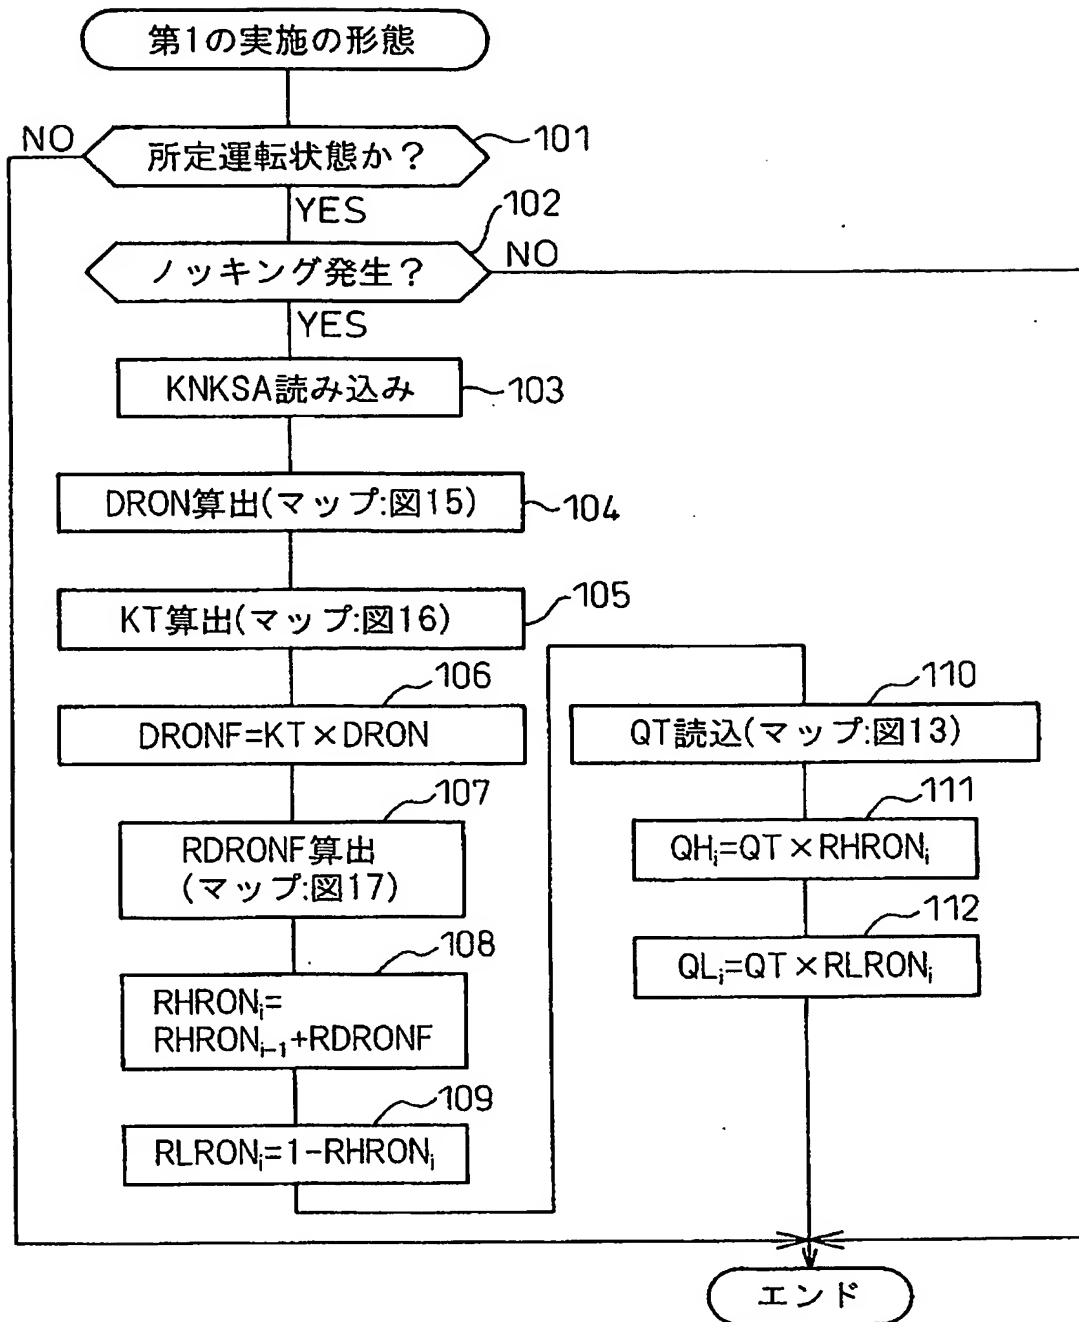 第1の実施の形態
NO
所定運転状態か?
101
YES
102
ノッキング発生?
NO
YES
KNKSA読み込み
103
DRON算出(マップ:図15)
104
KT算出(マップ:図16)
105
106
DRONF=KT×DRON
107
RDRONF算出
(マップ:図17)
108
RHRONi=
RHRONi-1+RDRONF
109
RLRONi=1-RHRONi
110
QT読込(マップ:図13)
111
QHi=QT×RHRONi
112
QLi=QT×RLRONi
エンド